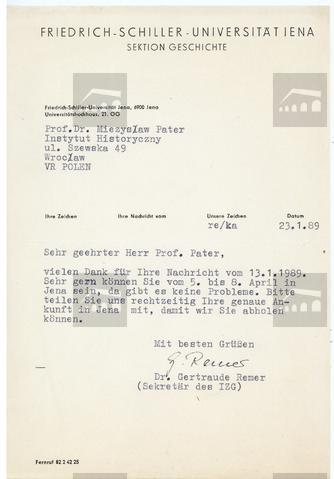 FRIEDRICH-SCHILLER-UNIVERSITÄT JENA
SEKTION GESCHICHTE
Friedrich-Schiller-Universität Jena, 6900 Jena
Universitätshochhaus, 21. OG
Prof.Dr. Miezysław Pater
Instytut Historyczny
ul. Szewska 49
Wrocław
VR POLEN
Ihre Zeichen Ihre Nachricht vom Unsere Zeichen Datum
re/ka 23.1.89
Sehr geehrter Herr Prof. Pater,
vielen Dank für Ihre Nachricht vom 13.1.1989.
Sehr gern können Sie vom 5. bis 8. April in
Jena sein, da gibt es keine Probleme. Bitte
teilen Sie uns rechtzeitig Ihre genaue An-
kunft in Jena mit, damit wir Sie abholen
können.
Mit besten Grüßen
G. Remer
Dr. Gertraude Remer
(Sekretär des IZG)
Fernruf 82 2 42 25